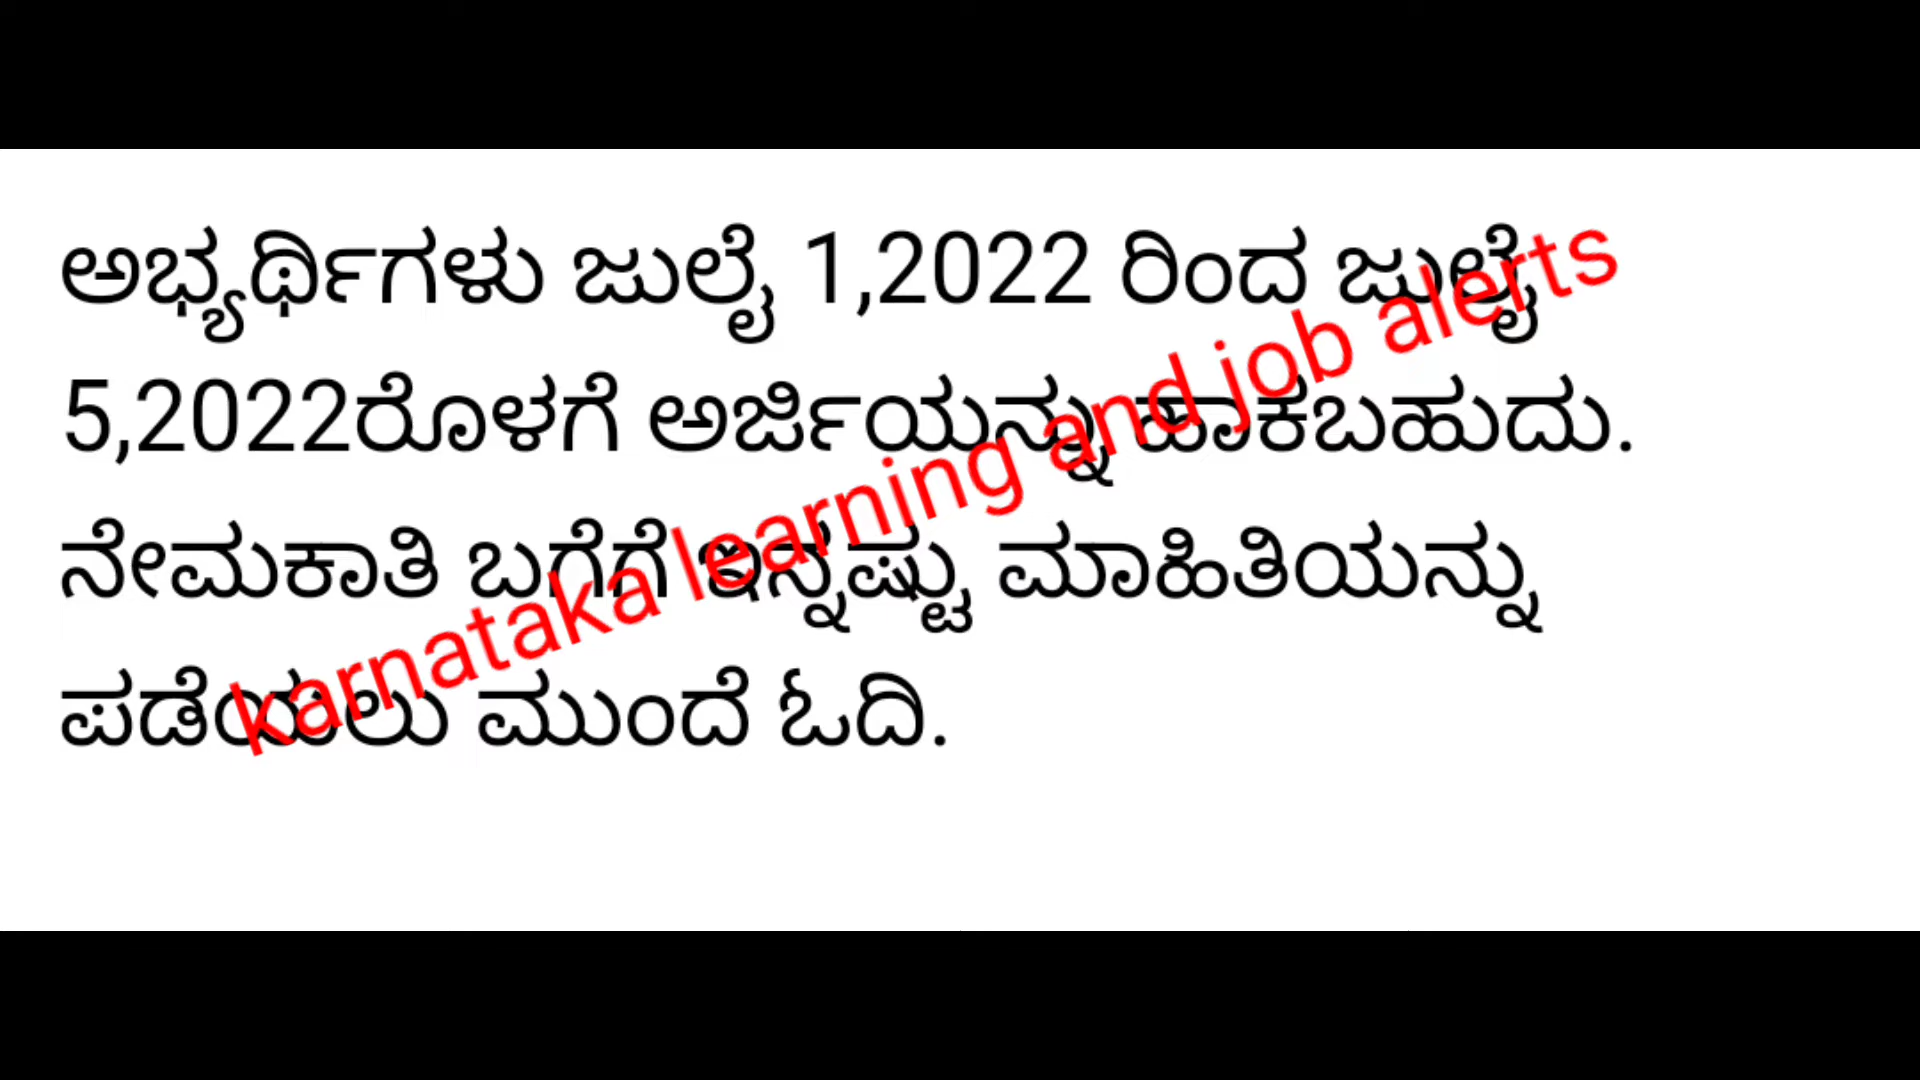 ಅಭ್ಯರ್ಥಿಗಳು ಜುಲೈ 1,2022 ರಿಂದ ಜುಲೈ
5,2022ರೊಳಗೆ ಅರ್ಜಿಯನ್ನು ಹಾಕಬಹುದು.
ನೇಮಕಾತಿ ಬಗೆಗೆ ಇನ್ನಷ್ಟು ಮಾಹಿತಿಯನ್ನು
ಪಡೆಯಲು ಮುಂದೆ ಓದಿ.
karnataka learning and job alerts